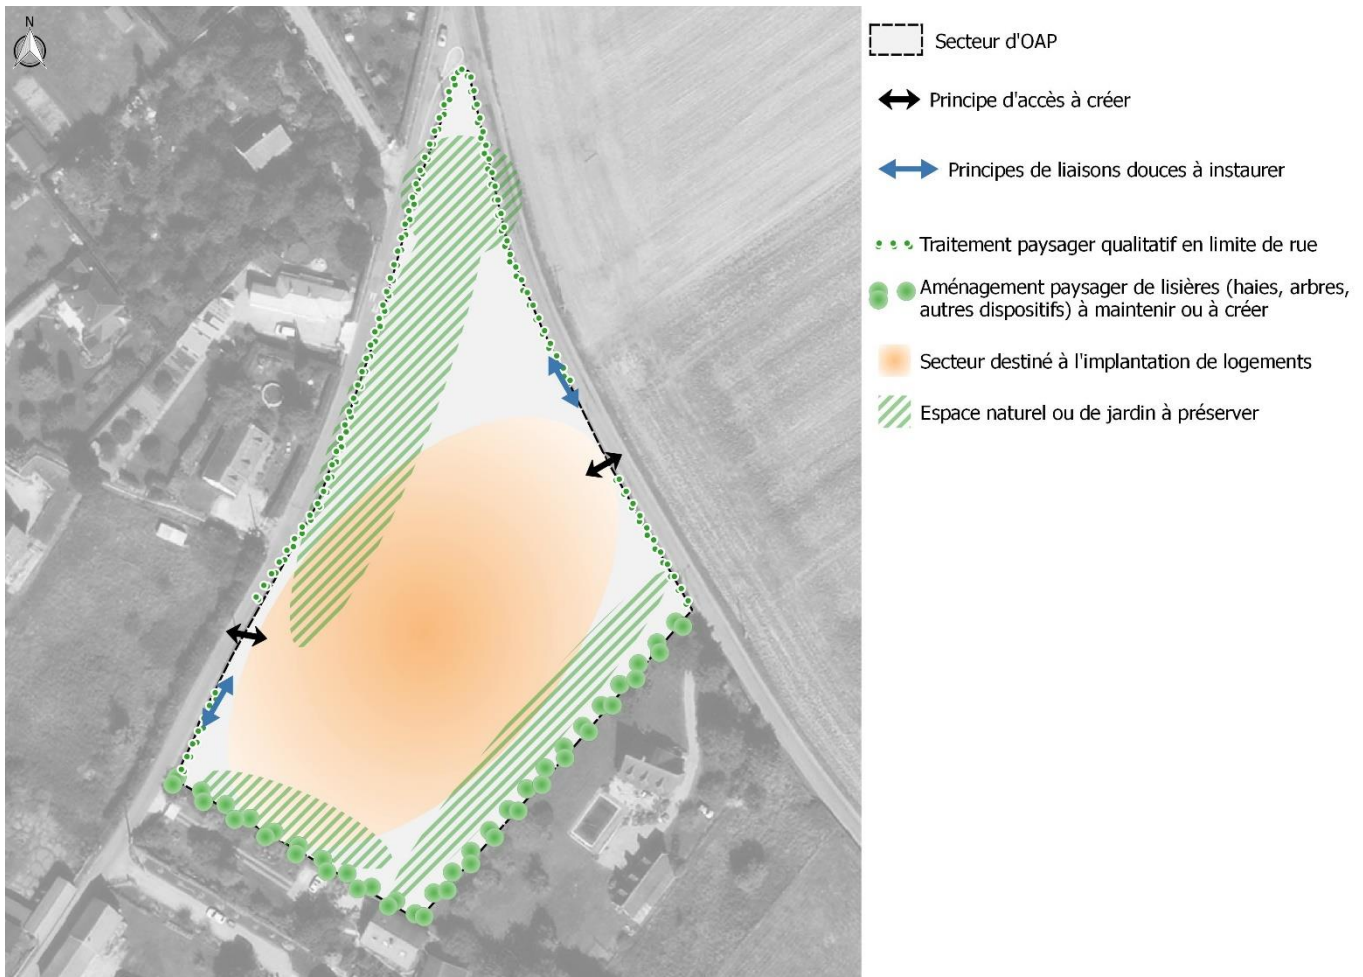 N
Secteur d'OAP
Principe d'accès à créer
Principes de liaisons douces à instaurer
Traitement paysager qualitatif en limite de rue
Aménagement paysager de lisières (haies, arbres,
autres dispositifs) à maintenir ou à créer
Secteur destiné à l'implantation de logements
Espace naturel ou de jardin à préserver